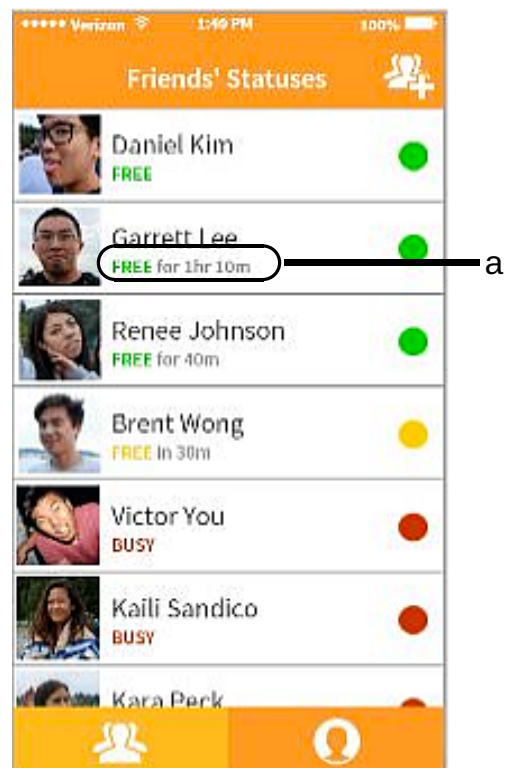 ••••• Verizon 1:49 PM 100%
Friends' Statuses
Daniel Kim
FREE
Garrett Lee
FREE for 1hr 10m
a
Renee Johnson
FREE for 40m
Brent Wong
FREE in 30m
Victor You
BUSY
Kaili Sandico
BUSY
Kara Peck